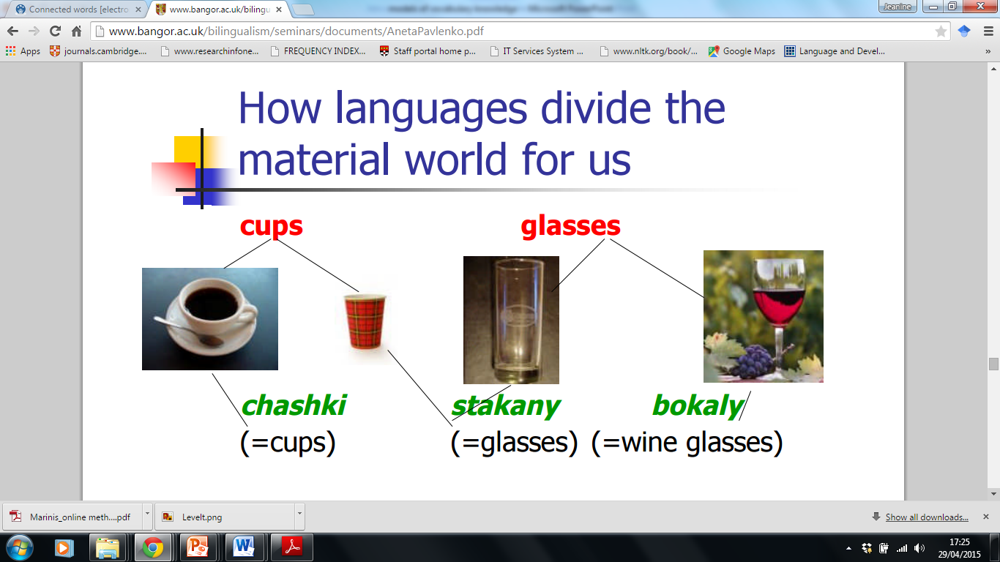 Connected words [electro
www.bangor.ac.uk/bilingu
Jeanine
www.bangor.ac.uk/bilingualism/seminars/documents/AnetaPavlenko.pdf
Apps journals.cambridge.... www.researchinfone... FREQUENCY INDEX... Staff portal home p... IT Services System ... www.nltk.org/book/... Google Maps Language and Devel... »
How languages divide the
material world for us
cups glasses
chashki stakany bokaly
(=cups) (=glasses) (=wine glasses)
Marinis_online meth....pdf Levelt.png Show all downloads...
17:25
29/04/2015